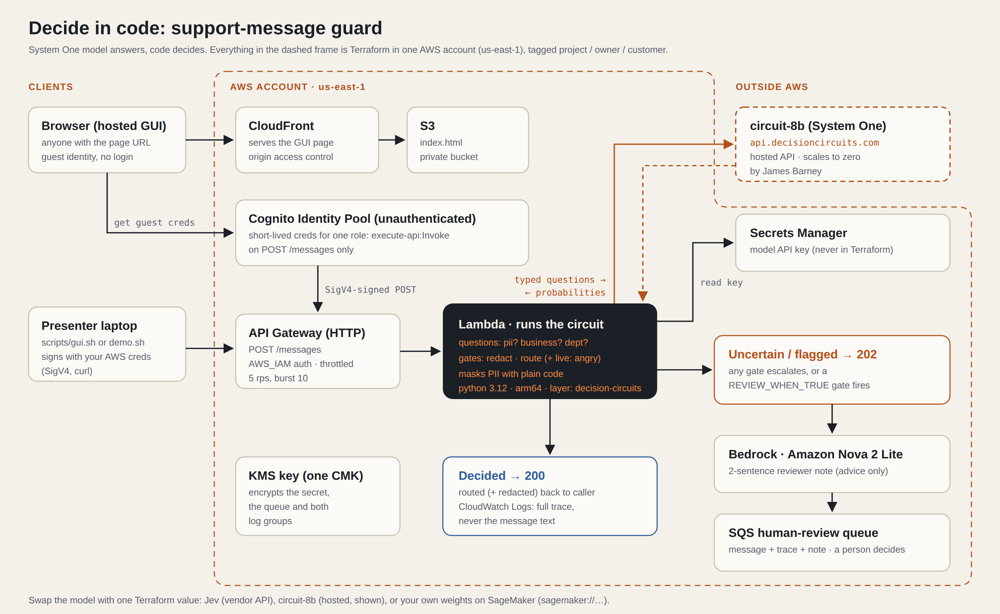 Decide in code: support-message guard
System One model answers, code decides. Everything in the dashed frame is Terraform in one AWS account (us-east-1), tagged project / owner / customer.
CLIENTS
AWS ACCOUNT · us-east-1
OUTSIDE AWS
Browser (hosted GUI)
anyone with the page URL
guest identity, no login
CloudFront
serves the GUI page
origin access control
S3
index.html
private bucket
circuit-8b (System One)
api.decisioncircuits.com
hosted API · scales to zero
by James Barney
get guest creds
Cognito Identity Pool (unauthenticated)
short-lived creds for one role: execute-api:Invoke
on POST /messages only
Secrets Manager
model API key (never in Terraform)
SigV4-signed POST
typed questions →
← probabilities
read key
Presenter laptop
scripts/gui.sh or demo.sh
signs with your AWS creds
(SigV4, curl)
API Gateway (HTTP)
POST /messages
AWS_IAM auth · throttled
5 rps, burst 10
Lambda · runs the circuit
questions: pii? business? dept?
gates: redact · route (+ live: angry)
masks PII with plain code
python 3.12 · arm64 · layer: decision-circuits
Uncertain / flagged → 202
any gate escalates, or a
REVIEW_WHEN_TRUE gate fires
KMS key (one CMK)
encrypts the secret,
the queue and both
log groups
Decided → 200
routed (+ redacted) back to caller
CloudWatch Logs: full trace,
never the message text
Bedrock · Amazon Nova 2 Lite
2-sentence reviewer note (advice only)
SQS human-review queue
message + trace + note · a person decides
Swap the model with one Terraform value: Jev (vendor API), circuit-8b (hosted, shown), or your own weights on SageMaker (sagemaker://…).